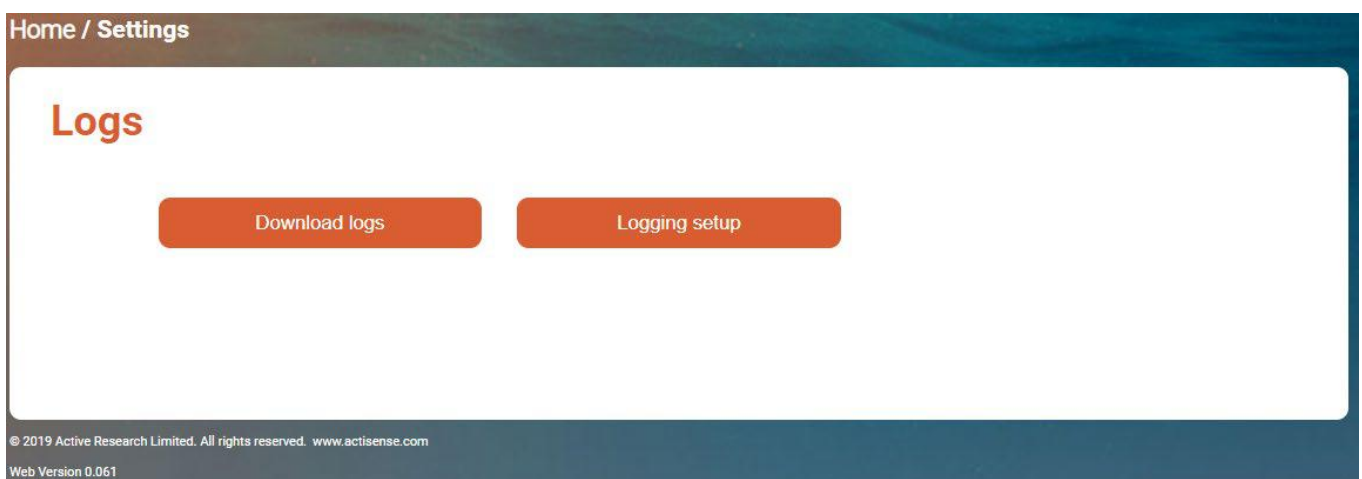 Home / Settings
Logs
Download logs
Logging setup
© 2019 Active Research Limited. All rights reserved. www.actisense.com
Web Version 0.061